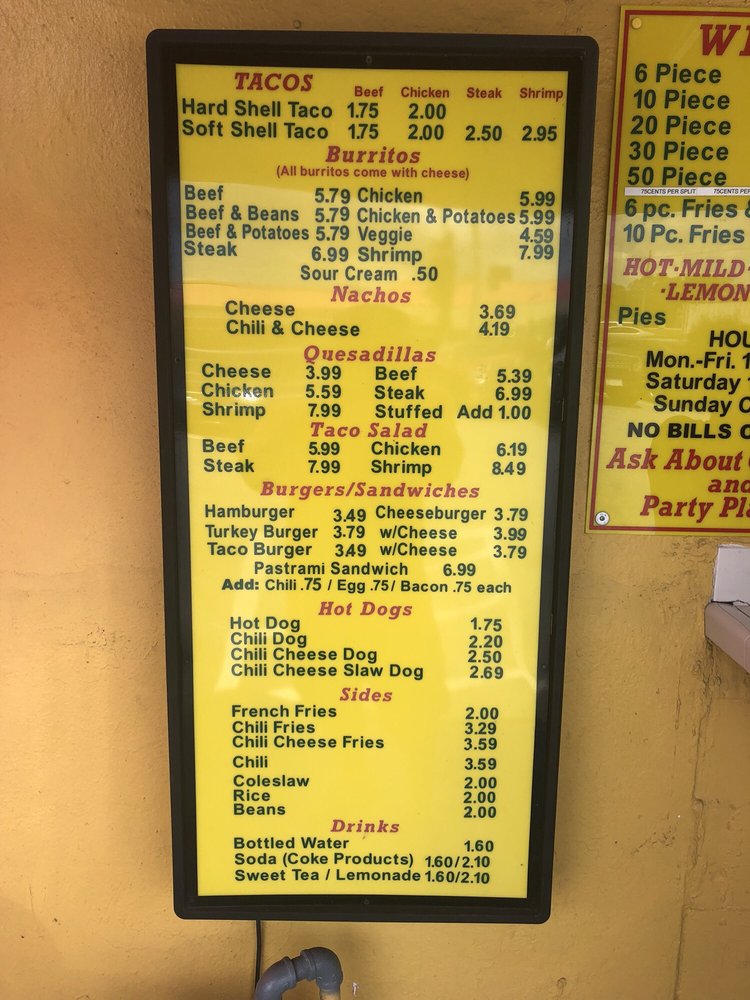 TACOS Beef Chicken Steak Shrimp
Hard Shell Taco 1.75 2.00
Soft Shell Taco 1.75 2.00 2.50 2.95
Burritos
(All burritos come with cheese)
Beef 5.79 Chicken 5.99
Beef & Beans 5.79 Chicken & Potatoes 5.99
Beef & Potatoes 5.79 Veggie 4.59
Steak 6.99 Shrimp 7.99
Sour Cream .50
Nachos
Cheese 3.69
Chili & Cheese 4.19
Quesadillas
Cheese 3.99 Beef 5.39
Chicken 5.59 Steak 6.99
Shrimp 7.99 Stuffed Add 1.00
Taco Salad
Beef 5.99 Chicken 6.19
Steak 7.99 Shrimp 8.49
Burgers/Sandwiches
Hamburger 3.49 Cheeseburger 3.79
Turkey Burger 3.79 w/Cheese 3.99
Taco Burger 3.49 w/Cheese 3.79
Pastrami Sandwich 6.99
Add: Chili .75 / Egg .75/ Bacon .75 each
Hot Dogs
Hot Dog 1.75
Chili Dog 2.20
Chili Cheese Dog 2.50
Chili Cheese Slaw Dog 2.69
Sides
French Fries 2.00
Chili Fries 3.29
Chili Cheese Fries 3.59
Chili 3.59
Coleslaw 2.00
Rice 2.00
Beans 2.00
Drinks
Bottled Water 1.60
Soda (Coke Products) 1.60/2.10
Sweet Tea / Lemonade 1.60/2.10
6 Piece
10 Piece
20 Piece
30 Piece
50 Piece
75CENTS PER SPLIT 75CENTS PER
6 pc. Fries &
10 Pc. Fries
HOT-MILD-
-LEMON
Pies
HOU
Mon.-Fri. 1
Saturday
Sunday C
NO BILLS
Ask About
and
Party Pl